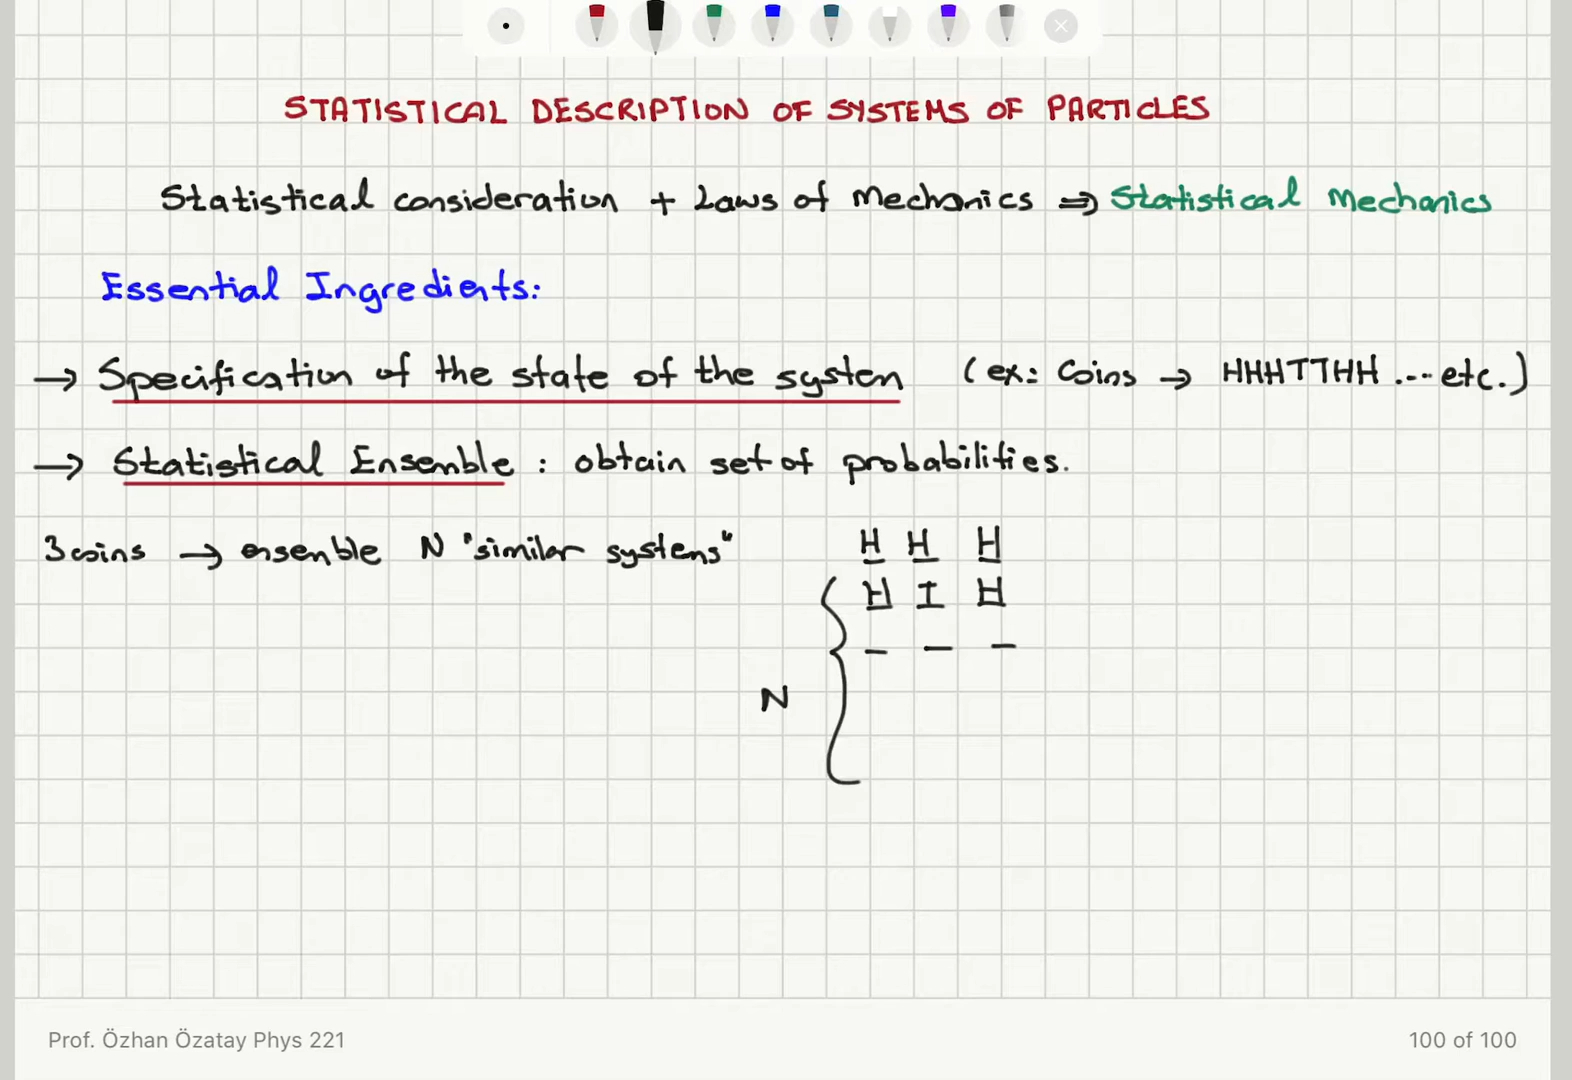 STATISTICAL DESCRIPTION OF SYSTEMS OF PARTICLES
Statistical consideration + Laws of Mechanics ⇒ Statistical Mechanics
Essential Ingredients:
→ Specification of the state of the system (ex: Coins → HHHTTHH ... etc.)
→ Statistical Ensemble : obtain set of probabilities.
3 coins → ensemble N "similar systems"
H H H
H T H
N
Prof. Özhan Özatay Phys 221
100 of 100